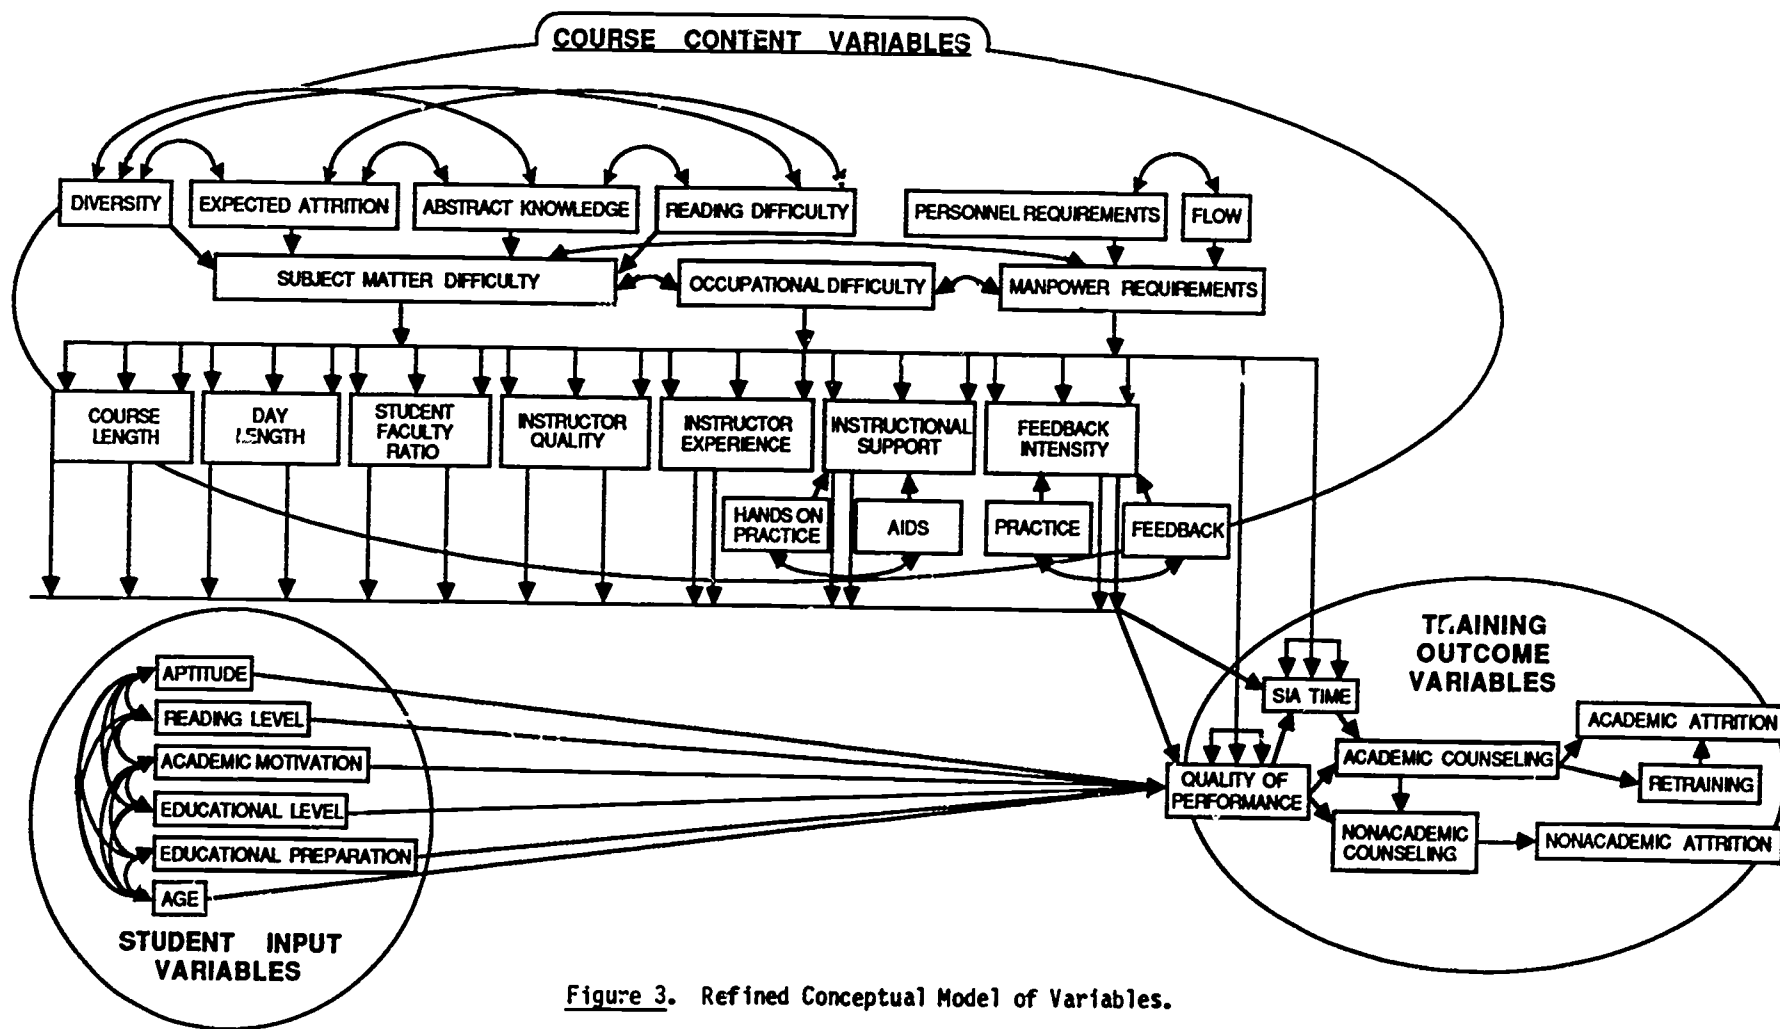 COURSE CONTENT VARIABLES
DIVERSITY
EXPECTED ATTRITION
ABSTRACT KNOWLEDGE
READING DIFFICULTY
PERSONNEL REQUIREMENTS
FLOW
SUBJECT MATTER DIFFICULTY
OCCUPATIONAL DIFFICULTY
MANPOWER REQUIREMENTS
COURSE
LENGTH
DAY
LENGTH
STUDENT
FACULTY
RATIO
INSTRUCTOR
QUALITY
INSTRUCTOR
EXPERIENCE
INSTRUCTIONAL
SUPPORT
FEEDBACK
INTENSITY
HANDS ON
PRACTICE
AIDS
PRACTICE
FEEDBACK
APTITUDE
READING LEVEL
ACADEMIC MOTIVATION
EDUCATIONAL LEVEL
EDUCATIONAL PREPARATION
AGE
STUDENT INPUT
VARIABLES
TRAINING
OUTCOME
VARIABLES
SIA TIME
QUALITY OF
PERFORMANCE
ACADEMIC COUNSELING
ACADEMIC ATTRITION
RETRAINING
NONACADEMIC
COUNSELING
NONACADEMIC ATTRITION
Figure 3. Refined Conceptual Model of Variables.